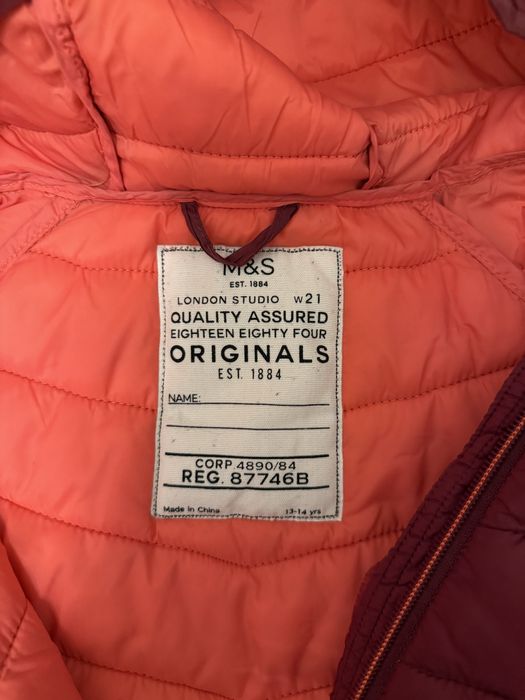 M&S
EST. 1884
LONDON STUDIO W21
QUALITY ASSURED
EIGHTEEN EIGHTY FOUR
ORIGINALS
EST. 1884
NAME:
CORP.4890/84
REG. 87746B
Made in China 13-14 yrs